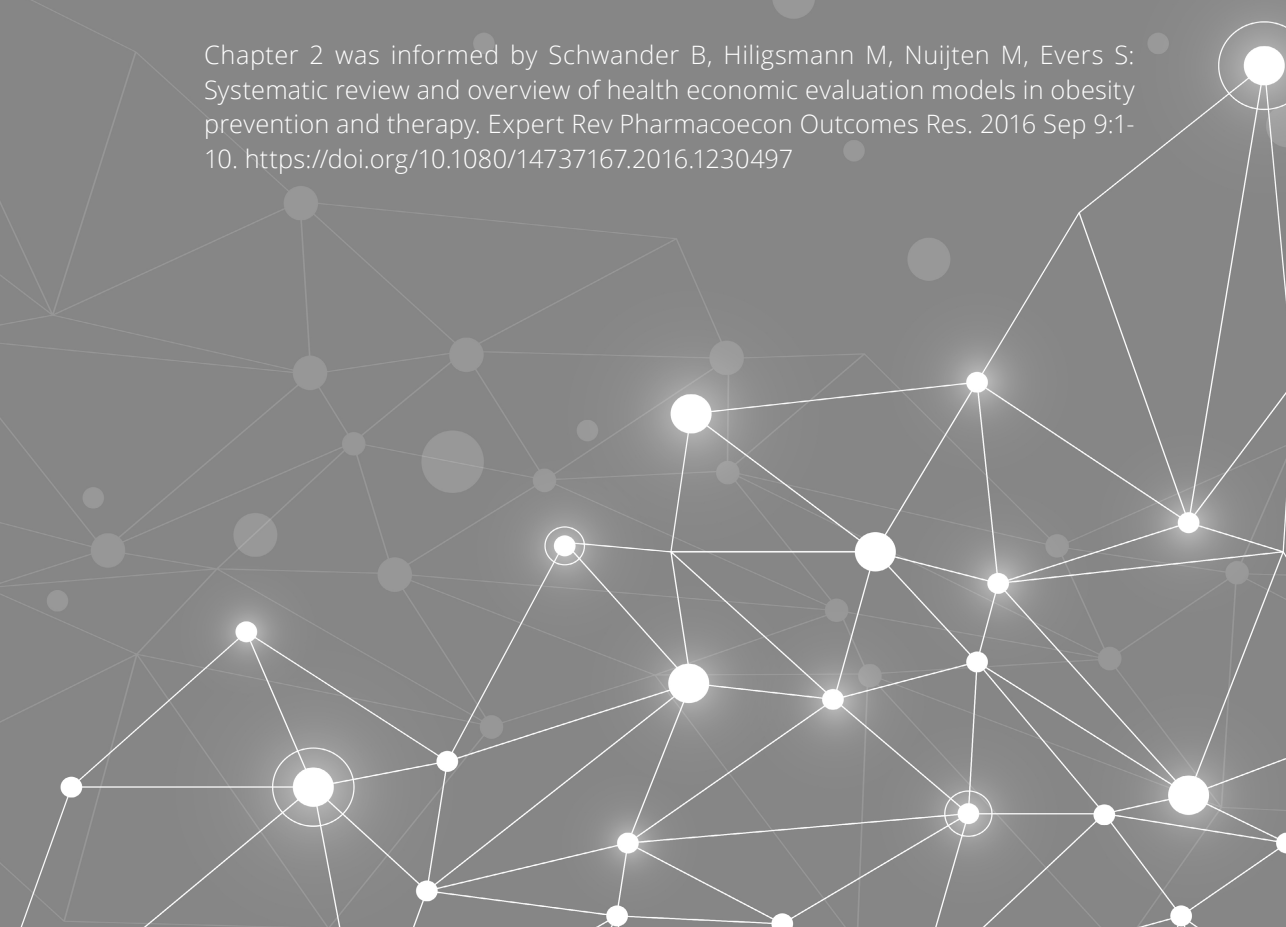 Chapter 2 was informed by Schwander B, Hiligsmann M, Nuijten M, Evers S:
Systematic review and overview of health economic evaluation models in obesity
prevention and therapy. Expert Rev Pharmacoecon Outcomes Res. 2016 Sep 9:1-
10. https://doi.org/10.1080/14737167.2016.1230497